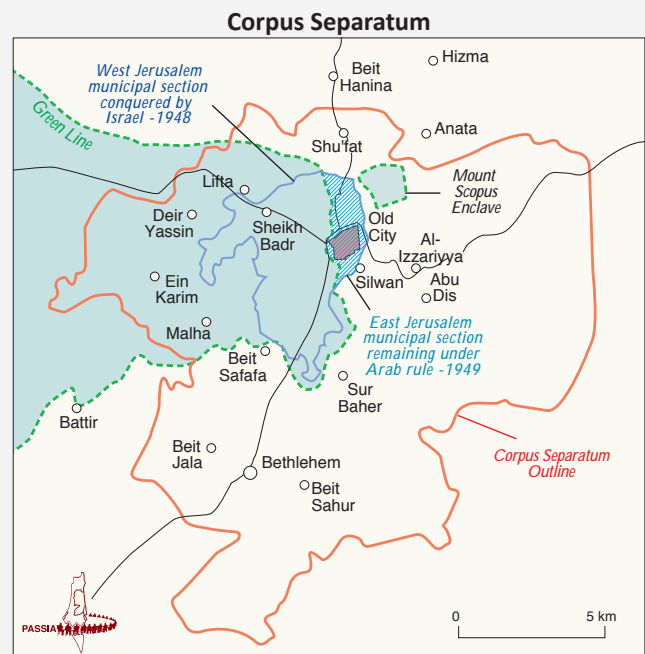 Corpus Separatum
Hizma
Beit
Hanina
West Jerusalem
municipal section
conquered by
Israel -1948
Green Line
Anata
Shu'fat
Mount
Scopus
Enclave
Lifta
Deir
Yassin
Sheikh
Badr
Old
City
Al-
Izzariyya
Silwan
Abu
Dis
Ein
Karim
Malha
East Jerusalem
municipal section
remaining under
Arab rule -1949
Beit
Safafa
Sur
Baher
Battir
Beit
Jala
Bethlehem
Corpus Separatum
Outline
Beit
Sahur
PASSIA
0 5 km